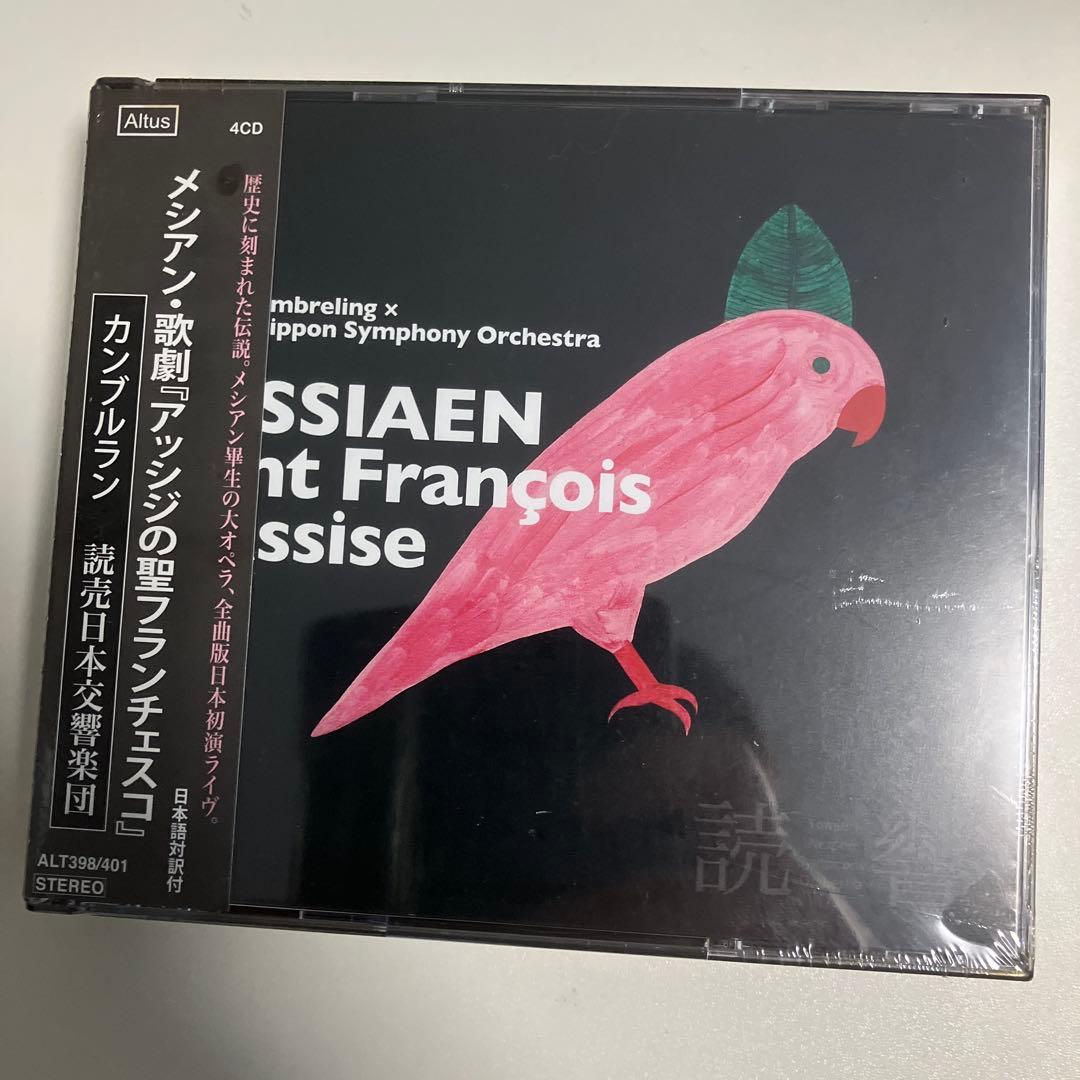 Altus
4CD
歴史に刻まれた伝説。メシアン畢生の大オペラ、全曲版日本初演ライヴ。
メシアン・歌劇『アッシジの聖フランチェスコ』
日本語対訳付
カンブルラン 読売日本交響楽団
ALT398/401
STEREO
mbreling ×
ippon Symphony Orchestra
SSIAEN
nt François
ssise
読
響